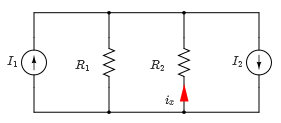 I₁ R₁ R₂ I₂
iₓ